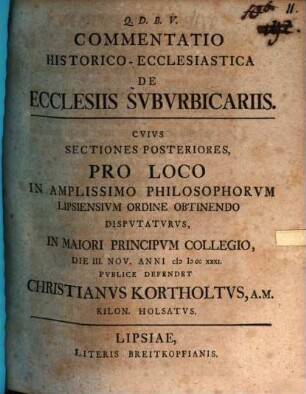 Q. D. B. V.
COMMENTATIO
HISTORICO-ECCLESIASTICA
DE
ECCLESIIS SVBVRBICARIIS.
CVIVS
SECTIONES POSTERIORES,
PRO LOCO
IN AMPLISSIMO PHILOSOPHORVM
LIPSIENSIVM ORDINE OBTINENDO
DISPVTATVRVS,
IN MAIORI PRINCIPVM COLLEGIO,
DIE III. NOV. ANNI cIↃ IↃcc xxxi.
PVBLICE DEFENDET
CHRISTIANVS KORTHOLTVS, A.M.
KILON. HOLSATVS.
LIPSIAE,
LITERIS BREITKOPFIANIS.